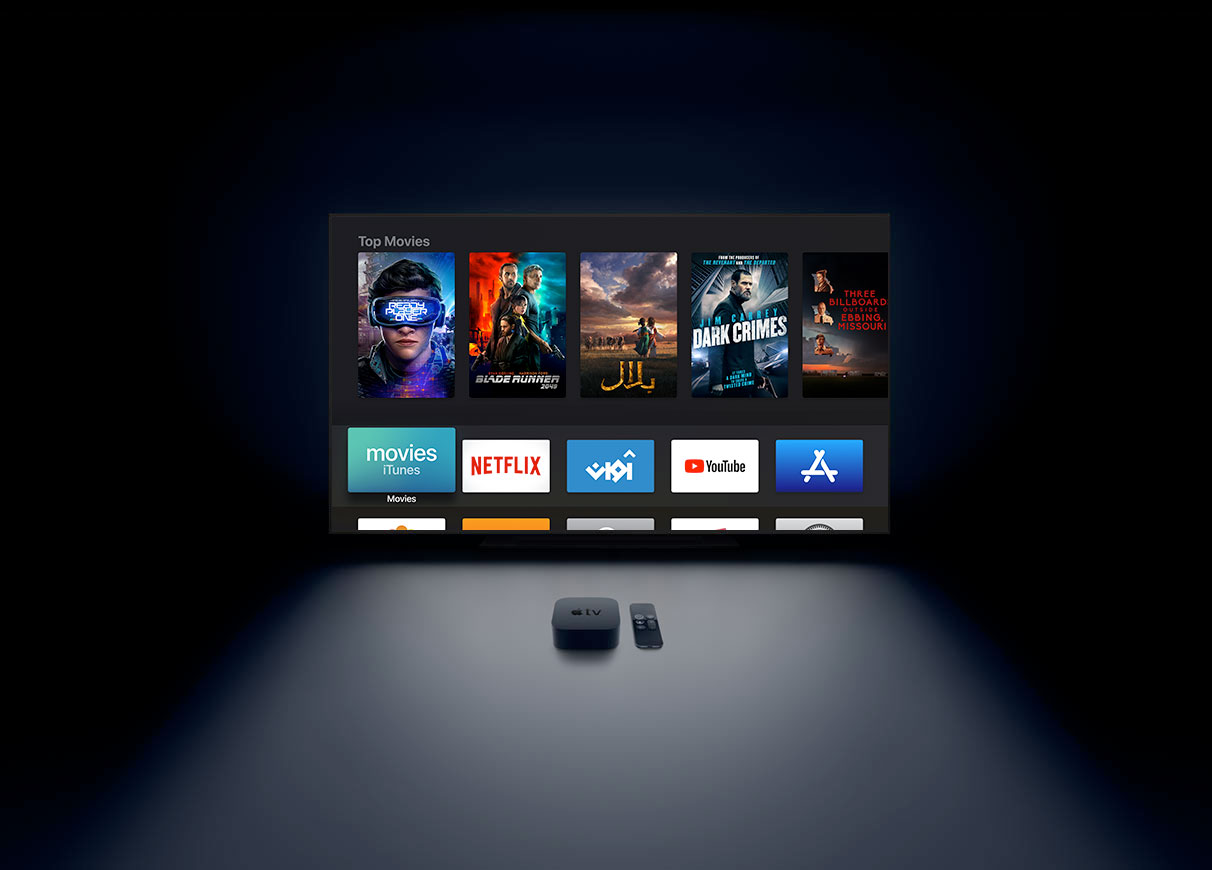 Top Movies
READY
PLAYER
ONE
BLADE RUNNER
2049
بلال
FROM THE PRODUCERS OF
THE REVENANT AND THE DEPARTED
JIM CARREY
DARK CRIMES
THREE
BILLBOARD
OUTSIDE
EBBING,
MISSOURI
movies
iTunes
NETFLIX
YouTube
Movies
tv